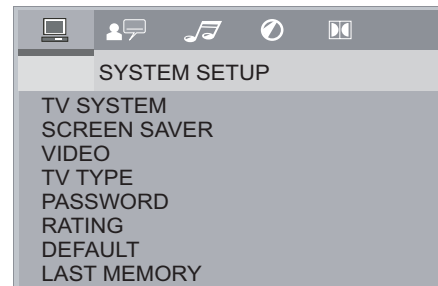 SYSTEM SETUP
TV SYSTEM
SCREEN SAVER
VIDEO
TV TYPE
PASSWORD
RATING
DEFAULT
LAST MEMORY